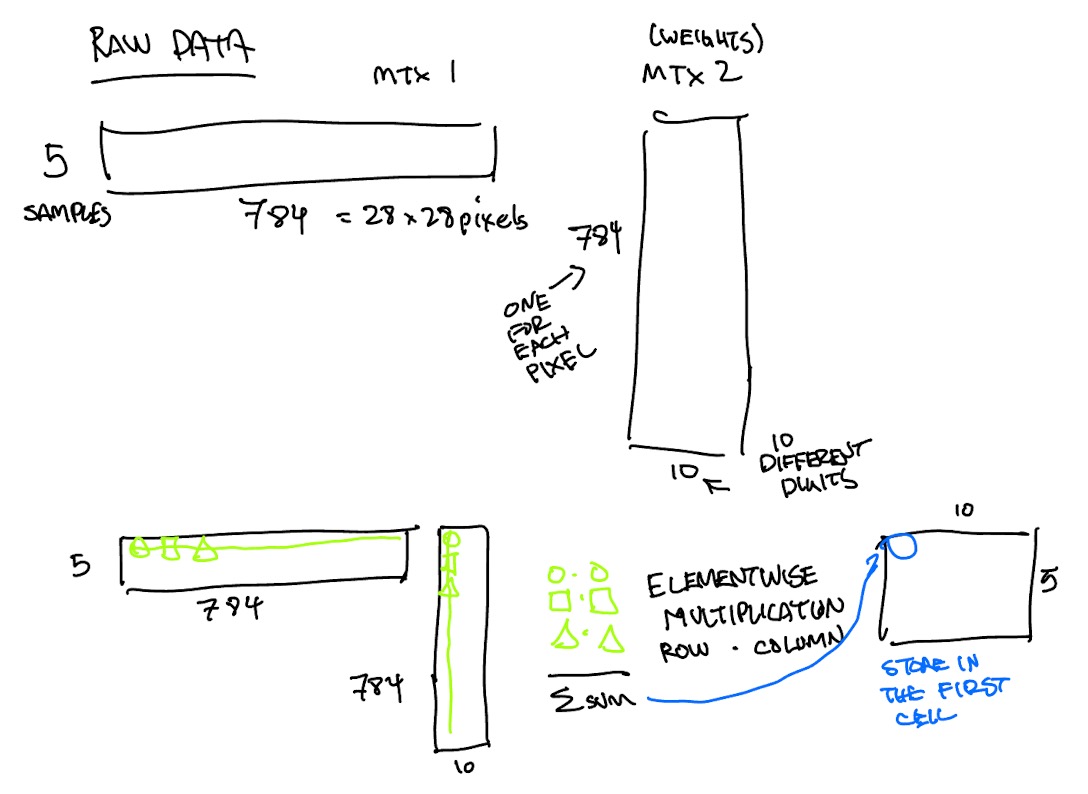 RAW DATA
MTX 1
5
SAMPLES
784 = 28 x 28 pixels
(WEIGHTS)
MTX 2
784
ONE
FOR
EACH
PIXEL
10
10
DIFFERENT
DIGITS
5
784
784
10
ELEMENTWISE
MULTIPLICATION
ROW · COLUMN
Σ SUM
10
5
STORE IN
THE FIRST
CELL